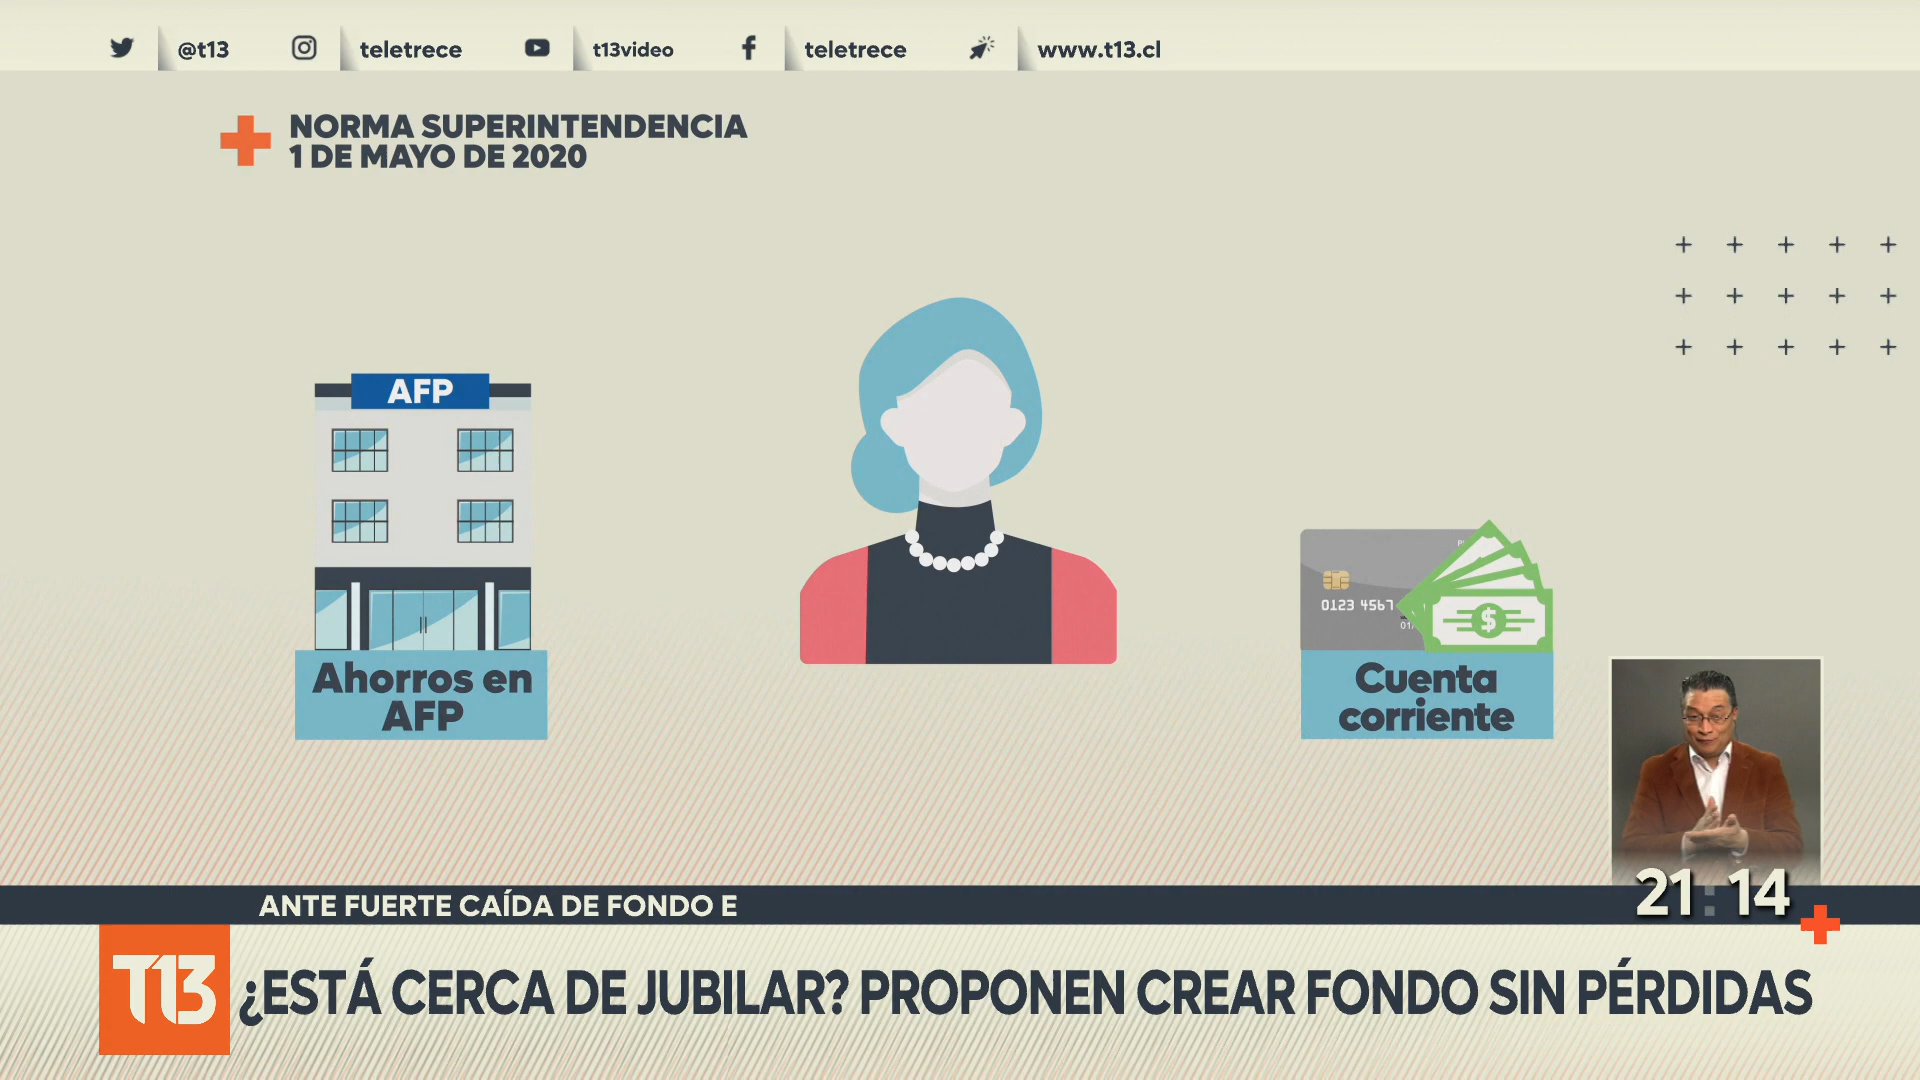 @t13
teletrece
t13video
teletrece
www.t13.cl
NORMA SUPERINTENDENCIA
1 DE MAYO DE 2020
AFP
0123 4567
$
Ahorros en
AFP
Cuenta
corriente
21:14
ANTE FUERTE CAÍDA DE FONDO E
T13
¿ESTÁ CERCA DE JUBILAR? PROPONEN CREAR FONDO SIN PÉRDIDAS